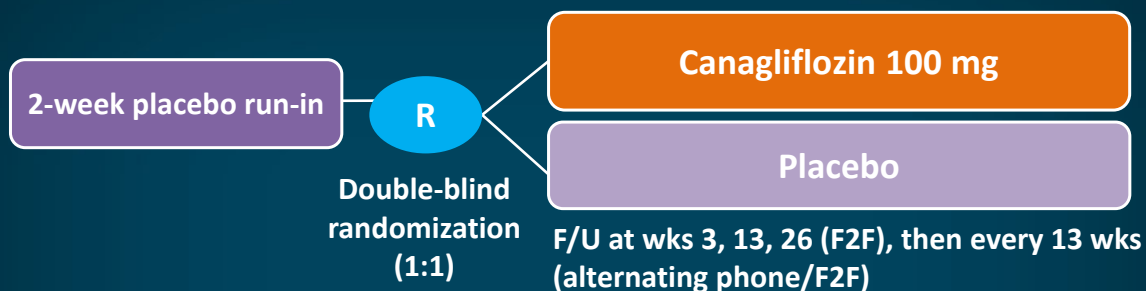 2-week placebo run-in
R
Double-blind
randomization
(1:1)
Canagliflozin 100 mg
Placebo
F/U at wks 3, 13, 26 (F2F), then every 13 wks
(alternating phone/F2F)